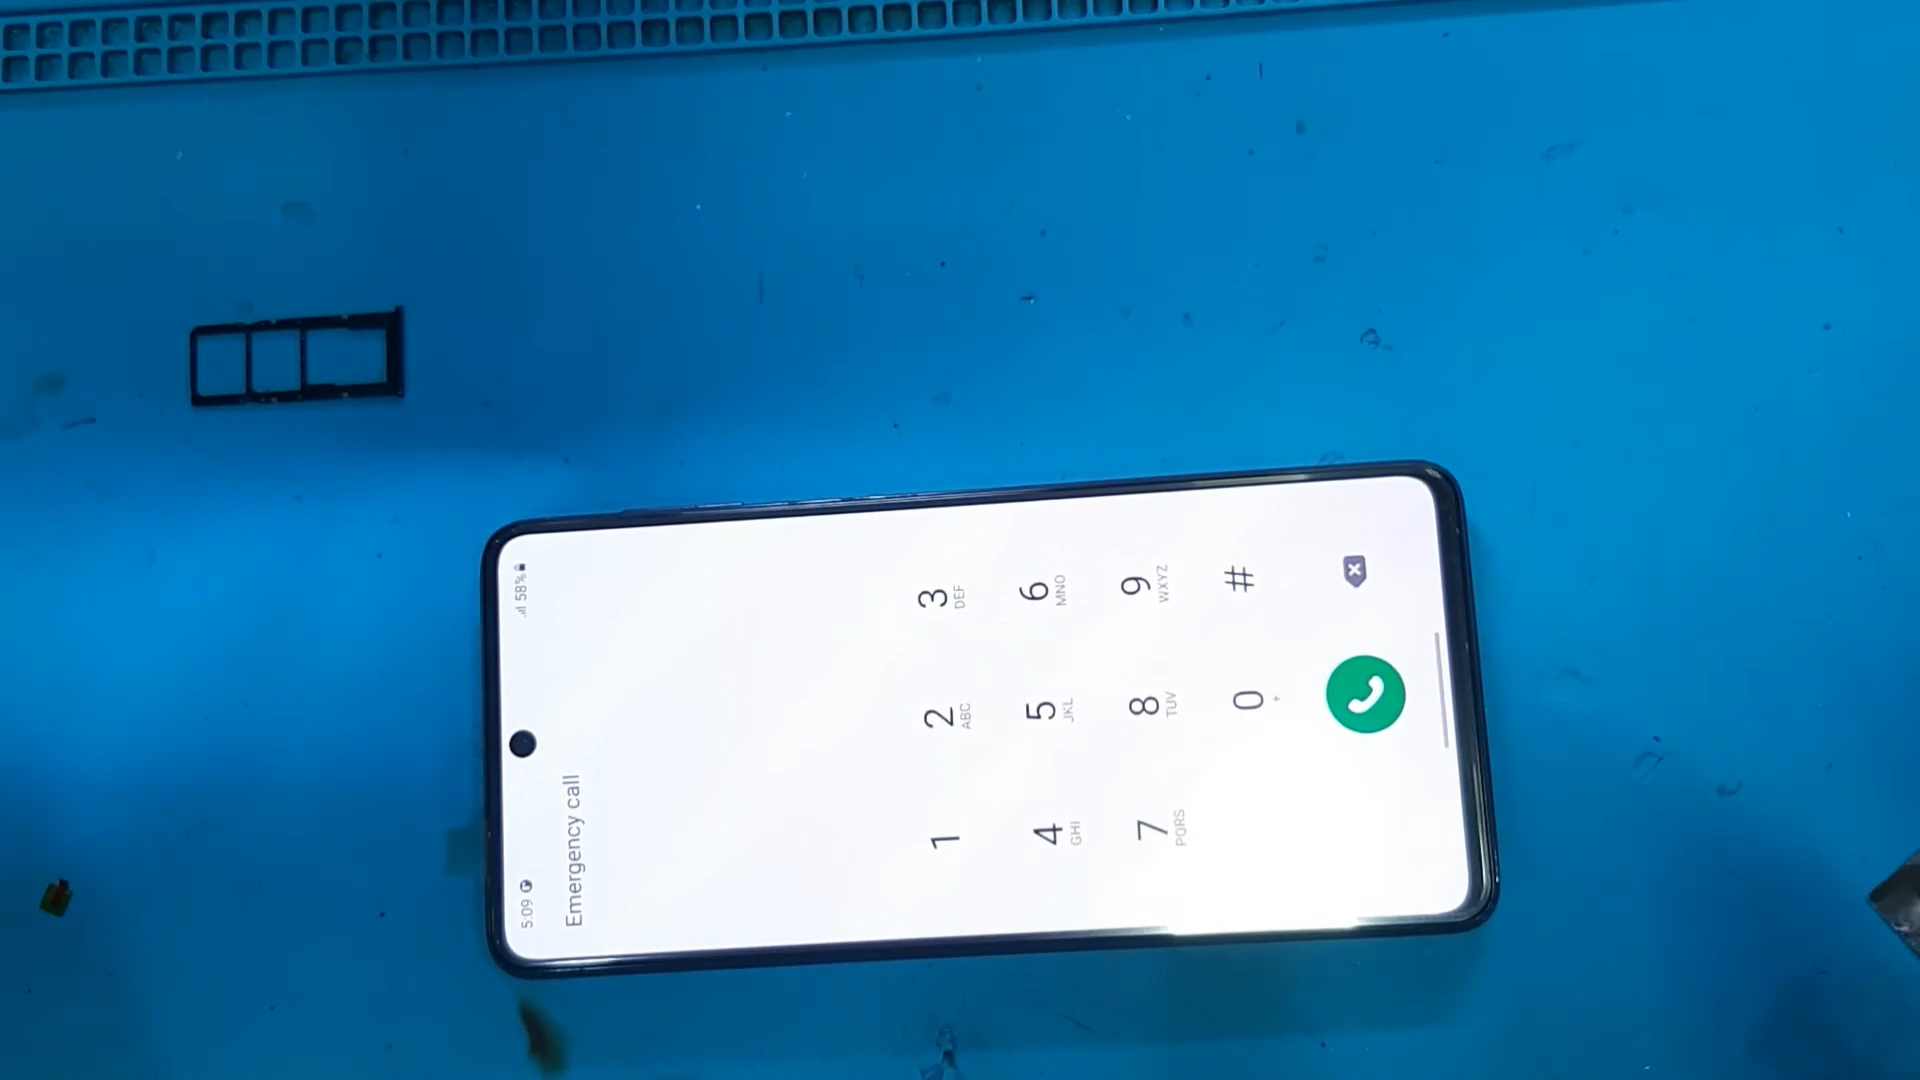 5:09
58%
Emergency call
1
2 ABC
3 DEF
4 GHI
5 JKL
6 MNO
7 PQRS
8 TUV
9 WXYZ
0 +
#